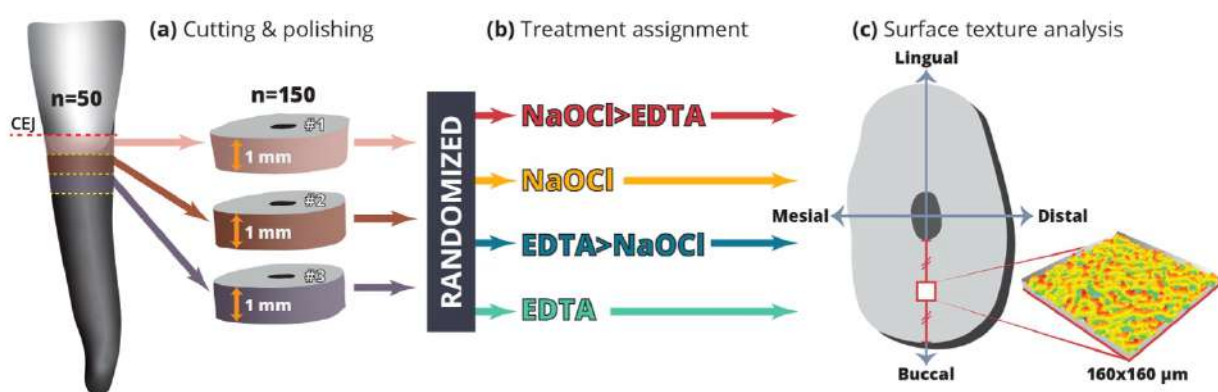 (a) Cutting & polishing
(b) Treatment assignment
(c) Surface texture analysis
n=50
CEJ
n=150
#1
1 mm
#2
1 mm
#3
1 mm
RANDOMIZED
NaOCl>EDTA
NaOCl
EDTA>NaOCl
EDTA
Lingual
Mesial
Distal
Buccal
160x160 µm